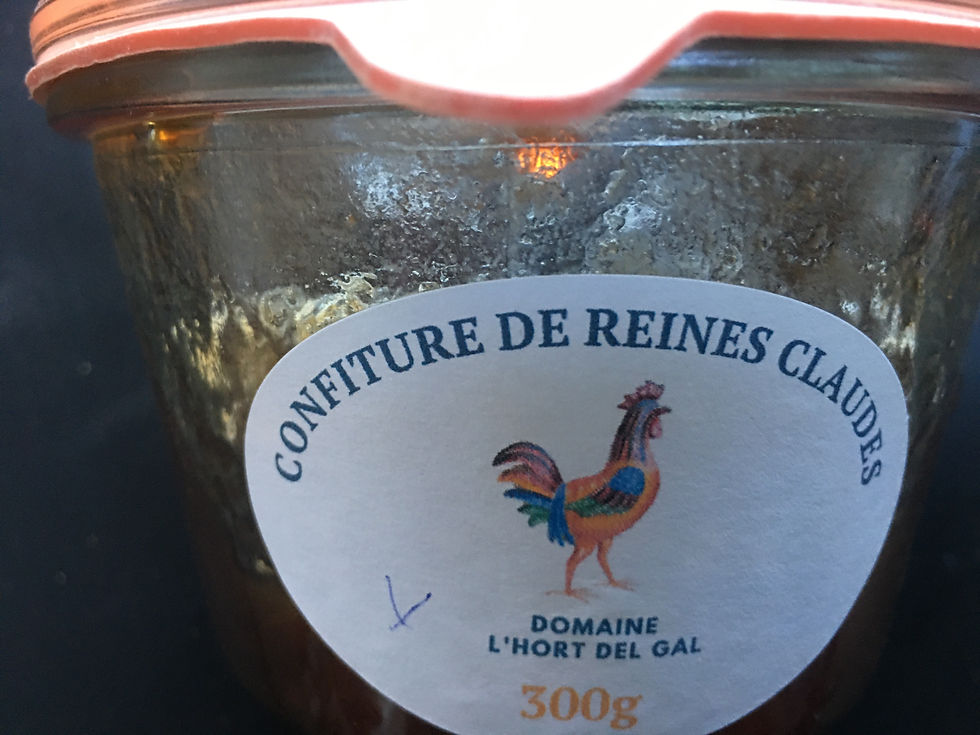 CONFITURE DE REINES CLAUDES
DOMAINE
L'HORT DEL GAL
300g